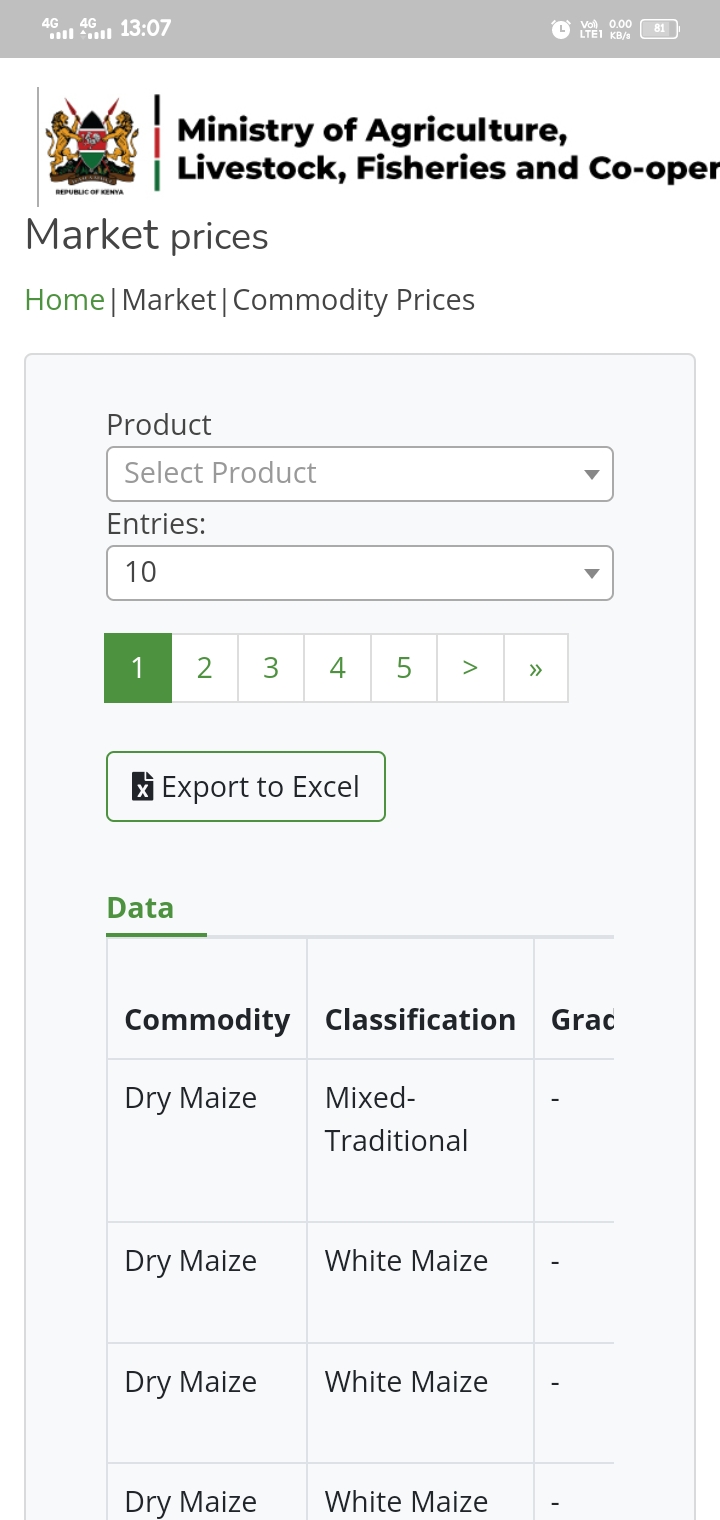 4G 4G 13:07 Vo) 0.00 81
LTE1 KB/s
Ministry of Agriculture,
Livestock, Fisheries and Co-oper
REPUBLIC OF KENYA
Market prices
Home|Market|Commodity Prices
Product
Select Product
Entries:
10
1 2 3 4 5 > »
Export to Excel
Data
Commodity Classification Grad
Dry Maize Mixed- -
Traditional
Dry Maize White Maize -
Dry Maize White Maize -
Dry Maize White Maize -